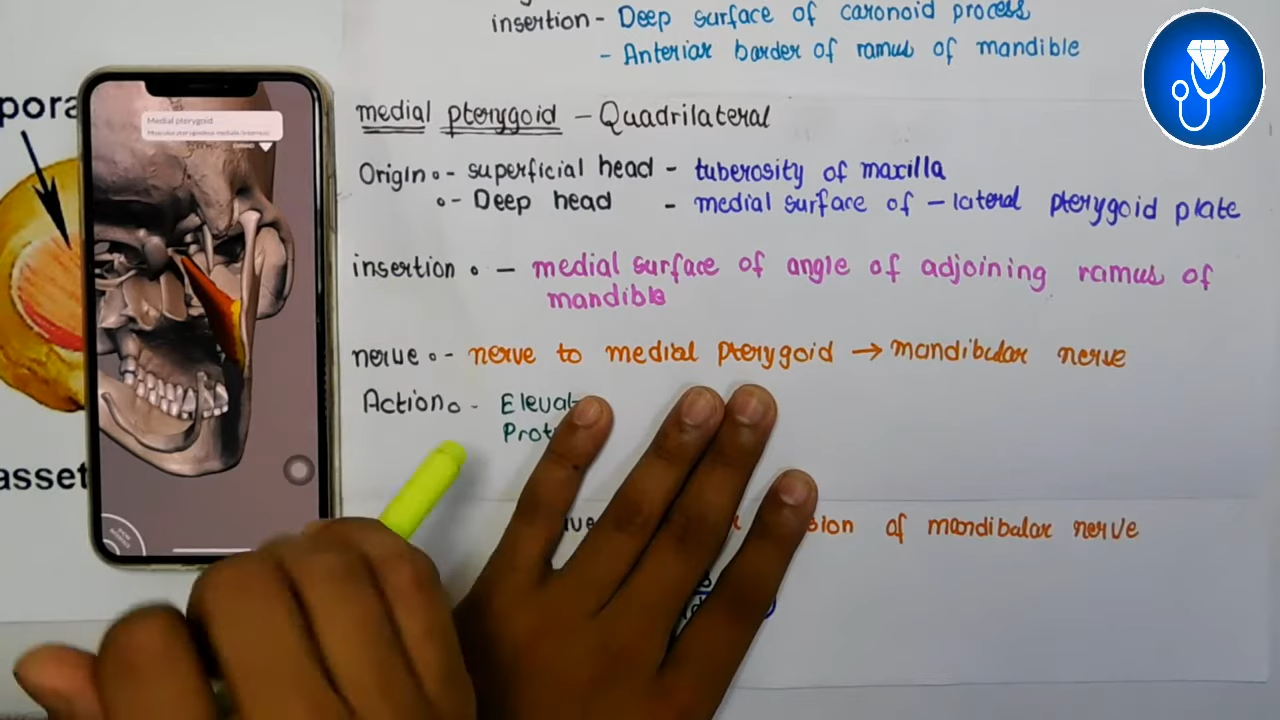 insertion - Deep surface of coronoid process
- Anterior border of ramus of mandible
pora
Medial pterygoid
medial pterygoid - Quadrilateral
Origin - superficial head - tuberosity of maxilla
- Deep head - medial surface of - lateral pterygoid plate
insertion - medial surface of angle of adjoining ramus of
mandible
nerve - nerve to medial pterygoid → mandibular nerve
Action - Elevat
Prot
asset
of mandibular nerve